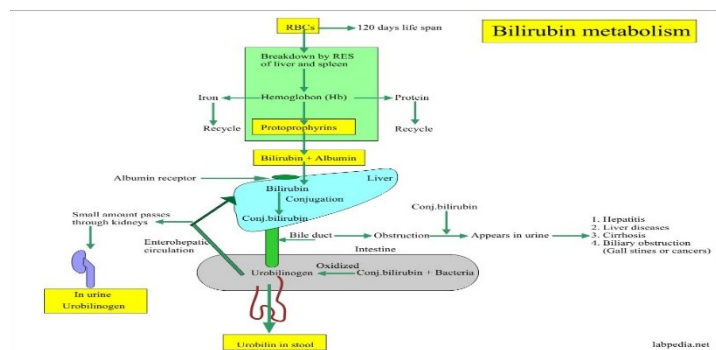 Bilirubin metabolism
RBCs
120 days life span
Breakdown by RES
of liver and spleen
Iron
Hemoglobon (Hb)
Protein
Recycle
Protoprophyrins
Recycle
Bilirubin + Albumin
Albumin receptor
Liver
Bilirubin
Conjugation
Conj.bilirubin
Small amount passes
through kidneys
Enterohepatic
circulation
Bile duct
Obstruction
Conj.bilirubin
Appears in urine
1. Hepatitis
2. Liver diseases
3. Cirrhosis
4. Biliary obstruction
(Gall stines or cancers)
Intestine
Oxidized
Urobilinogen
Conj.bilirubin + Bacteria
In urine
Urobilinogen
Urobilin in stool
labpedia.net